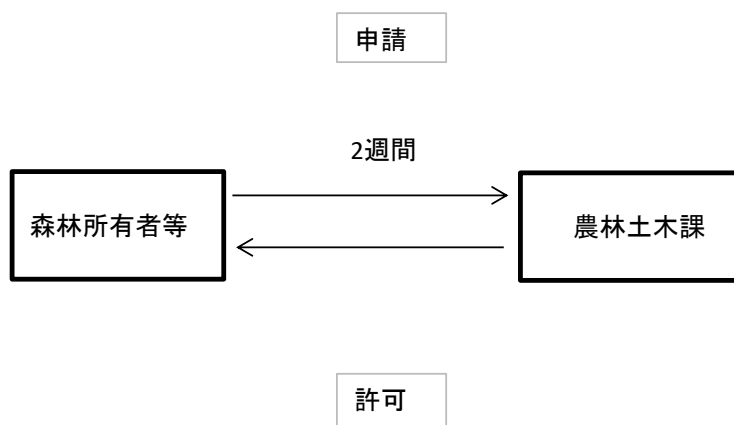 申請
2週間
森林所有者等
農林土木課
許可